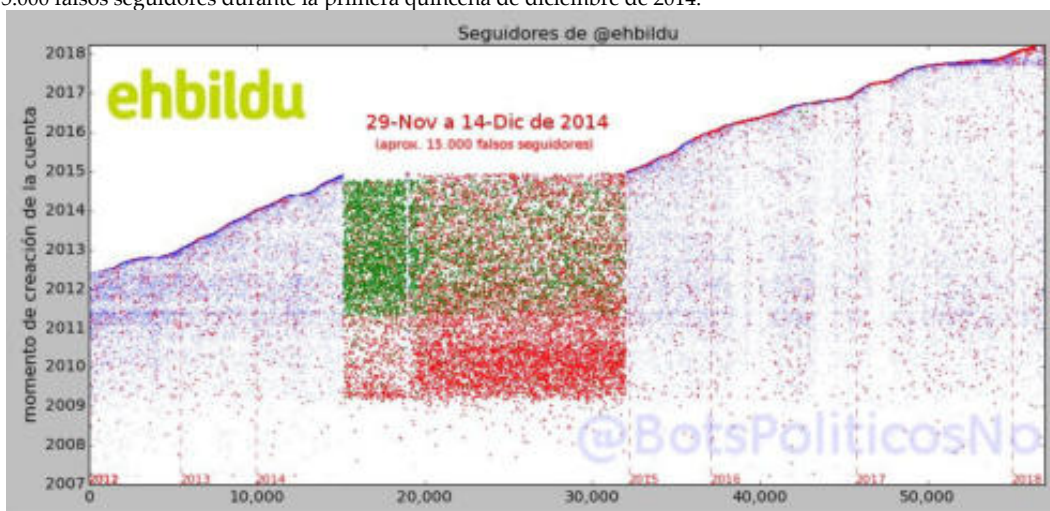 5.000 falsos seguidores durante la primera quincena de diciembre de 2014.
Seguidores de @ehbildu
ehbildu
29-Nov a 14-Dic de 2014
(aprox. 15.000 falsos seguidores)
momento de creación de la cuenta
2018
2017
2016
2015
2014
2013
2012
2011
2010
2009
2008
2007
@BotsPoliticosNo
2012 2013 2014 2015 2016 2017 2018
0 10,000 20,000 30,000 40,000 50,000